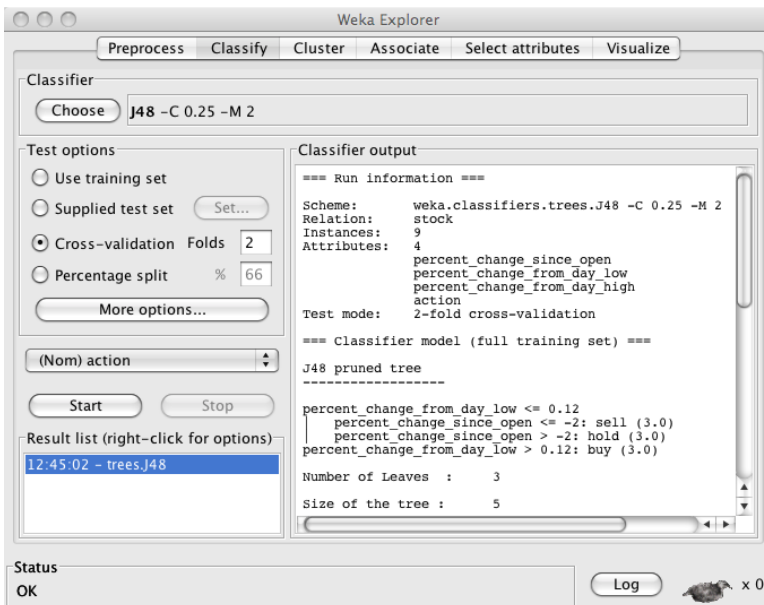 Weka Explorer
Preprocess Classify Cluster Associate Select attributes Visualize
Classifier
Choose J48 -C 0.25 -M 2
Test options
Use training set
Supplied test set Set...
Cross-validation Folds 2
Percentage split % 66
More options...
(Nom) action
Start Stop
Result list (right-click for options)
12:45:02 - trees.J48
Classifier output
=== Run information ===
Scheme: weka.classifiers.trees.J48 -C 0.25 -M 2
Relation: stock
Instances: 9
Attributes: 4
percent_change_since_open
percent_change_from_day_low
percent_change_from_day_high
action
Test mode: 2-fold cross-validation
=== Classifier model (full training set) ===
J48 pruned tree
------------------
percent_change_from_day_low <= 0.12
| percent_change_since_open <= -2: sell (3.0)
| percent_change_since_open > -2: hold (3.0)
percent_change_from_day_low > 0.12: buy (3.0)
Number of Leaves : 3
Size of the tree : 5
Status
OK
Log x 0